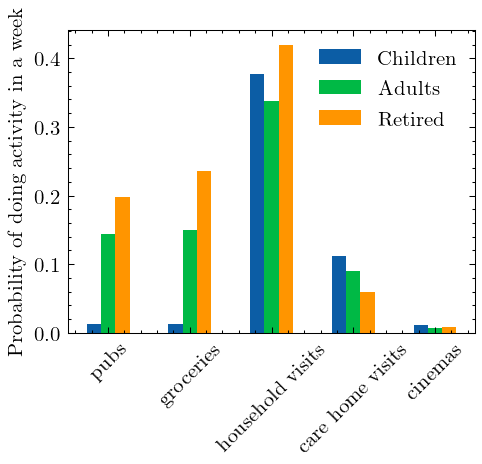 Probability of doing activity in a week
0.4
0.3
0.2
0.1
0.0
Children
Adults
Retired
pubs
groceries
household visits
care home visits
cinemas